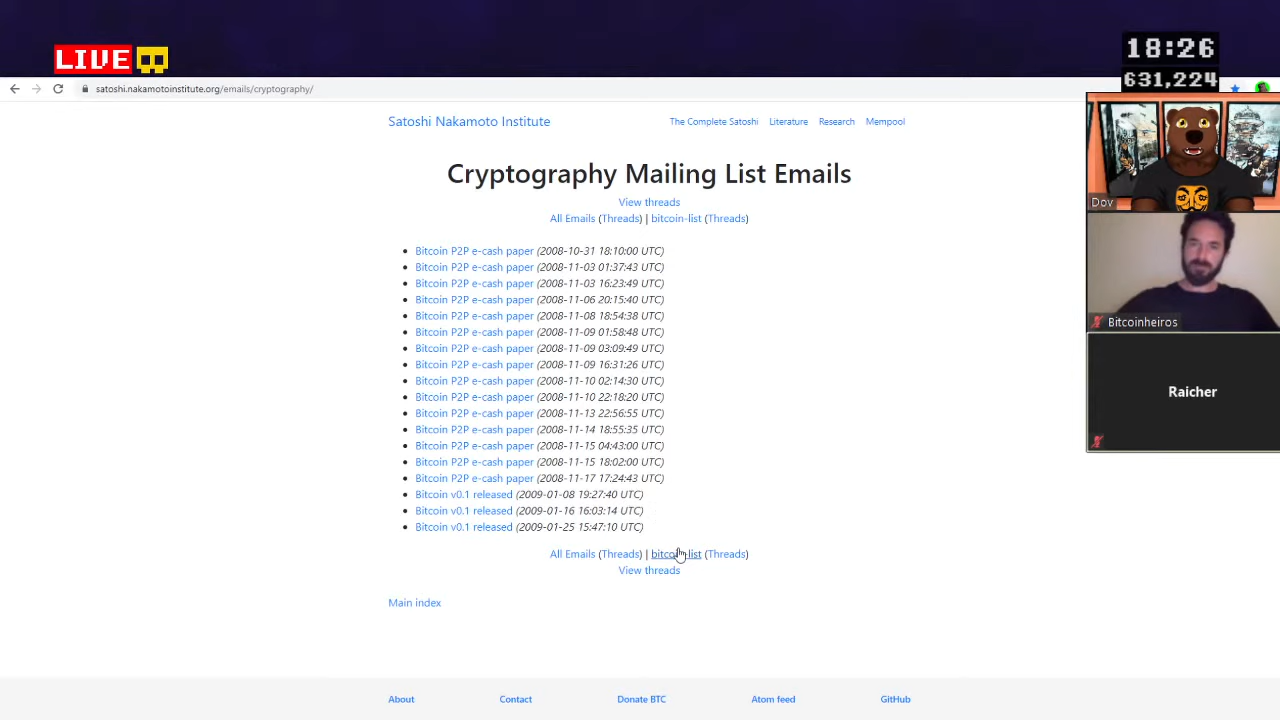 LIVE
18:26
631,224
satoshi.nakamotoinstitute.org/emails/cryptography/
Satoshi Nakamoto Institute
The Complete Satoshi Literature Research Mempool
Cryptography Mailing List Emails
View threads
All Emails (Threads) | bitcoin-list (Threads)
Bitcoin P2P e-cash paper (2008-10-31 18:10:00 UTC)
Bitcoin P2P e-cash paper (2008-11-03 01:37:43 UTC)
Bitcoin P2P e-cash paper (2008-11-03 16:23:49 UTC)
Bitcoin P2P e-cash paper (2008-11-06 20:15:40 UTC)
Bitcoin P2P e-cash paper (2008-11-08 18:54:38 UTC)
Bitcoin P2P e-cash paper (2008-11-09 01:58:48 UTC)
Bitcoin P2P e-cash paper (2008-11-09 03:09:49 UTC)
Bitcoin P2P e-cash paper (2008-11-09 16:31:26 UTC)
Bitcoin P2P e-cash paper (2008-11-10 02:14:30 UTC)
Bitcoin P2P e-cash paper (2008-11-10 22:18:20 UTC)
Bitcoin P2P e-cash paper (2008-11-13 22:56:55 UTC)
Bitcoin P2P e-cash paper (2008-11-14 18:55:35 UTC)
Bitcoin P2P e-cash paper (2008-11-15 04:43:00 UTC)
Bitcoin P2P e-cash paper (2008-11-15 18:02:00 UTC)
Bitcoin P2P e-cash paper (2008-11-17 17:24:43 UTC)
Bitcoin v0.1 released (2009-01-08 19:27:40 UTC)
Bitcoin v0.1 released (2009-01-16 16:03:14 UTC)
Bitcoin v0.1 released (2009-01-25 15:47:10 UTC)
All Emails (Threads) | bitcoin-list (Threads)
View threads
Main index
About Contact Donate BTC Atom feed GitHub
Dov
Bitcoinheiros
Raicher